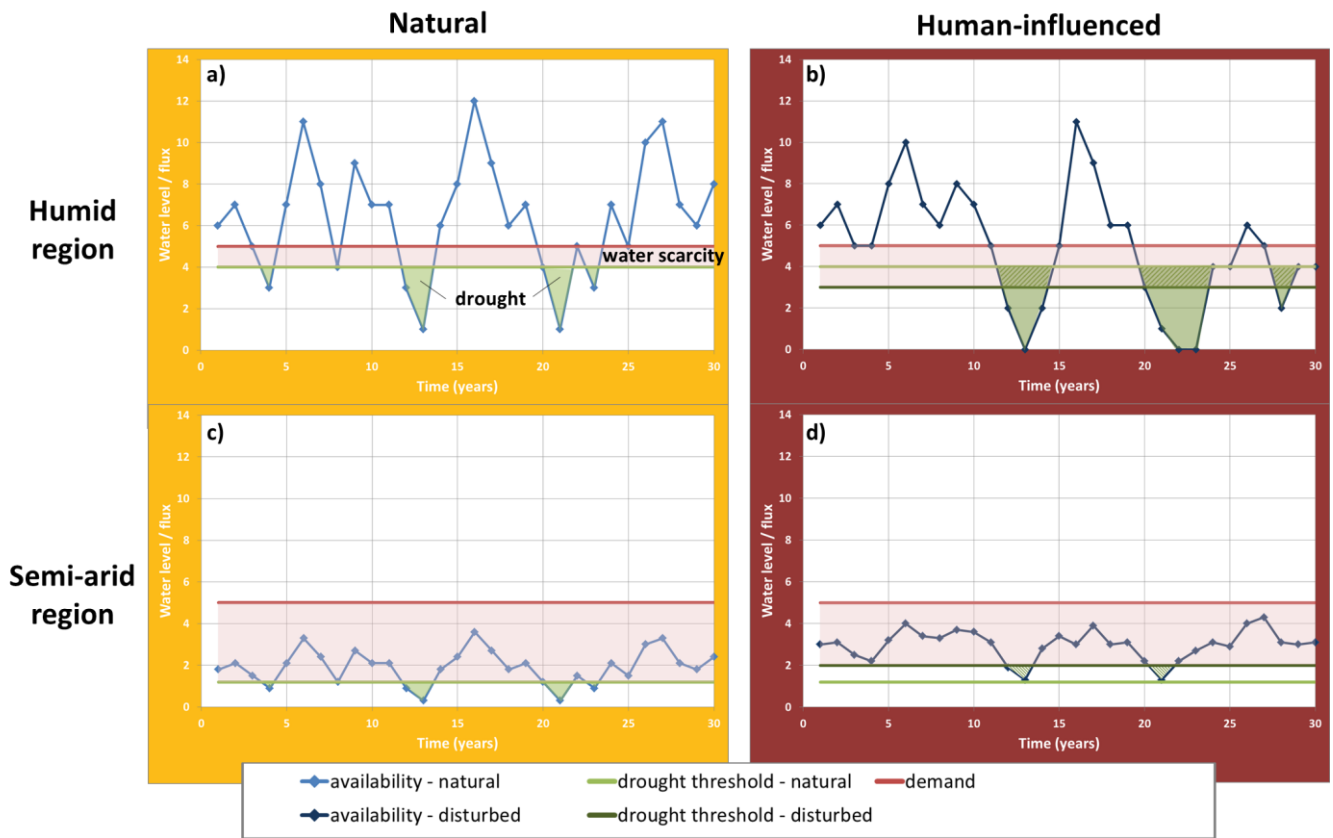 Natural
Human-influenced
Humid
region
a)
Water level / flux
14
12
10
8
6
4
2
0
water scarcity
drought
0 5 10 15 20 25 30
Time (years)
b)
Water level / flux
14
12
10
8
6
4
2
0
0 5 10 15 20 25 30
Time (years)
Semi-arid
region
c)
Water level / flux
14
12
10
8
6
4
2
0
0 5 10 15 20 25 30
Time (years)
d)
Water level / flux
14
12
10
8
6
4
2
0
0 5 10 15 20 25 30
Time (years)
availability - natural drought threshold - natural demand
availability - disturbed drought threshold - disturbed